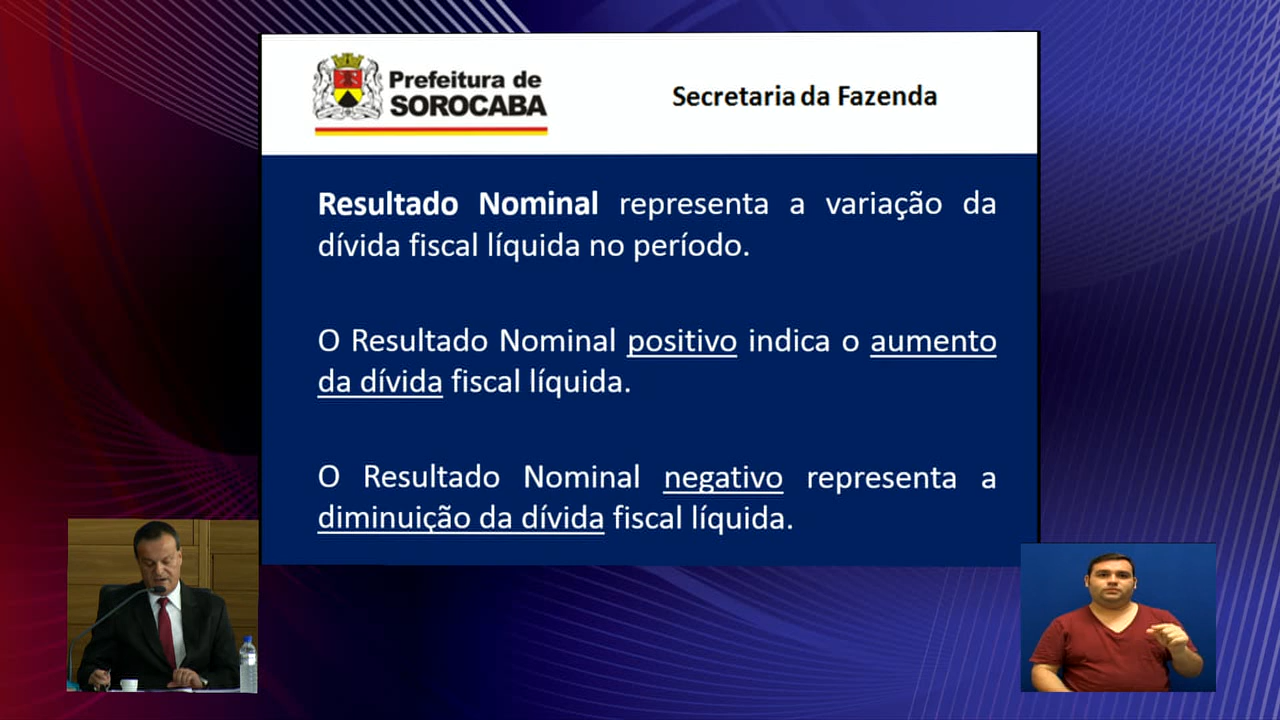 Prefeitura de
SOROCABA
Secretaria da Fazenda
Resultado Nominal representa a variação da
dívida fiscal líquida no período.
O Resultado Nominal positivo indica o aumento
da dívida fiscal líquida.
O Resultado Nominal negativo representa a
diminuição da dívida fiscal líquida.